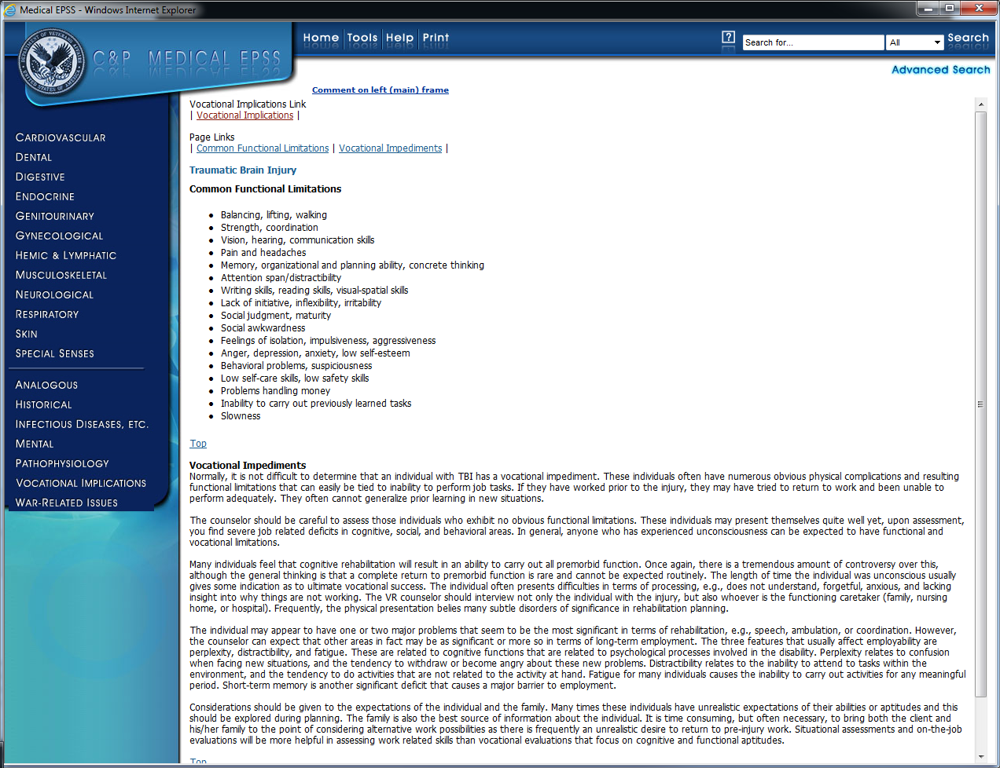 Medical EPSS - Windows Internet Explorer
C&P MEDICAL EPSS
Home Tools Help Print
? Search for... All Search
Advanced Search
Comment on left (main) frame
CARDIOVASCULAR
DENTAL
DIGESTIVE
ENDOCRINE
GENITOURINARY
GYNECOLOGICAL
HEMIC & LYMPHATIC
MUSCULOSKELETAL
NEUROLOGICAL
RESPIRATORY
SKIN
SPECIAL SENSES
ANALOGOUS
HISTORICAL
INFECTIOUS DISEASES, ETC.
MENTAL
PATHOPHYSIOLOGY
VOCATIONAL IMPLICATIONS
WAR-RELATED ISSUES
Vocational Implications Link
| Vocational Implications |
Page Links
| Common Functional Limitations | Vocational Impediments |
Traumatic Brain Injury
Common Functional Limitations
• Balancing, lifting, walking
• Strength, coordination
• Vision, hearing, communication skills
• Pain and headaches
• Memory, organizational and planning ability, concrete thinking
• Attention span/distractibility
• Writing skills, reading skills, visual-spatial skills
• Lack of initiative, inflexibility, irritability
• Social judgment, maturity
• Social awkwardness
• Feelings of isolation, impulsiveness, aggressiveness
• Anger, depression, anxiety, low self-esteem
• Behavioral problems, suspiciousness
• Low self-care skills, low safety skills
• Problems handling money
• Inability to carry out previously learned tasks
• Slowness
Top
Vocational Impediments
Normally, it is not difficult to determine that an individual with TBI has a vocational impediment. These individuals often have numerous obvious physical complications and resulting
functional limitations that can easily be tied to inability to perform job tasks. If they have worked prior to the injury, they may have tried to return to work and been unable to
perform adequately. They often cannot generalize prior learning in new situations.
The counselor should be careful to assess those individuals who exhibit no obvious functional limitations. These individuals may present themselves quite well yet, upon assessment,
you find severe job related deficits in cognitive, social, and behavioral areas. In general, anyone who has experienced unconsciousness can be expected to have functional and
vocational limitations.
Many individuals feel that cognitive rehabilitation will result in an ability to carry out all premorbid function. Once again, there is a tremendous amount of controversy over this,
although the general thinking is that a complete return to premorbid function is rare and cannot be expected routinely. The length of time the individual was unconscious usually
gives some indication as to ultimate vocational success. The individual often presents difficulties in terms of processing, e.g., does not understand, forgetful, anxious, and lacking
insight into why things are not working. The VR counselor should interview not only the individual with the injury, but also whoever is the functioning caretaker (family, nursing
home, or hospital). Frequently, the physical presentation belies many subtle disorders of significance in rehabilitation planning.
The individual may appear to have one or two major problems that seem to be the most significant in terms of rehabilitation, e.g., speech, ambulation, or coordination. However,
the counselor can expect that other areas in fact may be as significant or more so in terms of long-term employment. The three features that usually affect employability are
perplexity, distractibility, and fatigue. These are related to cognitive functions that are related to psychological processes involved in the disability. Perplexity relates to confusion
when facing new situations, and the tendency to withdraw or become angry about these new problems. Distractibility relates to the inability to attend to tasks within the
environment, and the tendency to do activities that are not related to the activity at hand. Fatigue for many individuals causes the inability to carry out activities for any meaningful
period. Short-term memory is another significant deficit that causes a major barrier to employment.
Considerations should be given to the expectations of the individual and the family. Many times these individuals have unrealistic expectations of their abilities or aptitudes and this
should be explored during planning. The family is also the best source of information about the individual. It is time consuming, but often necessary, to bring both the client and
his/her family to the point of considering alternative work possibilities as there is frequently an unrealistic desire to return to pre-injury work. Situational assessments and on-the-job
evaluations will be more helpful in assessing work related skills than vocational evaluations that focus on cognitive and functional aptitudes.
Top